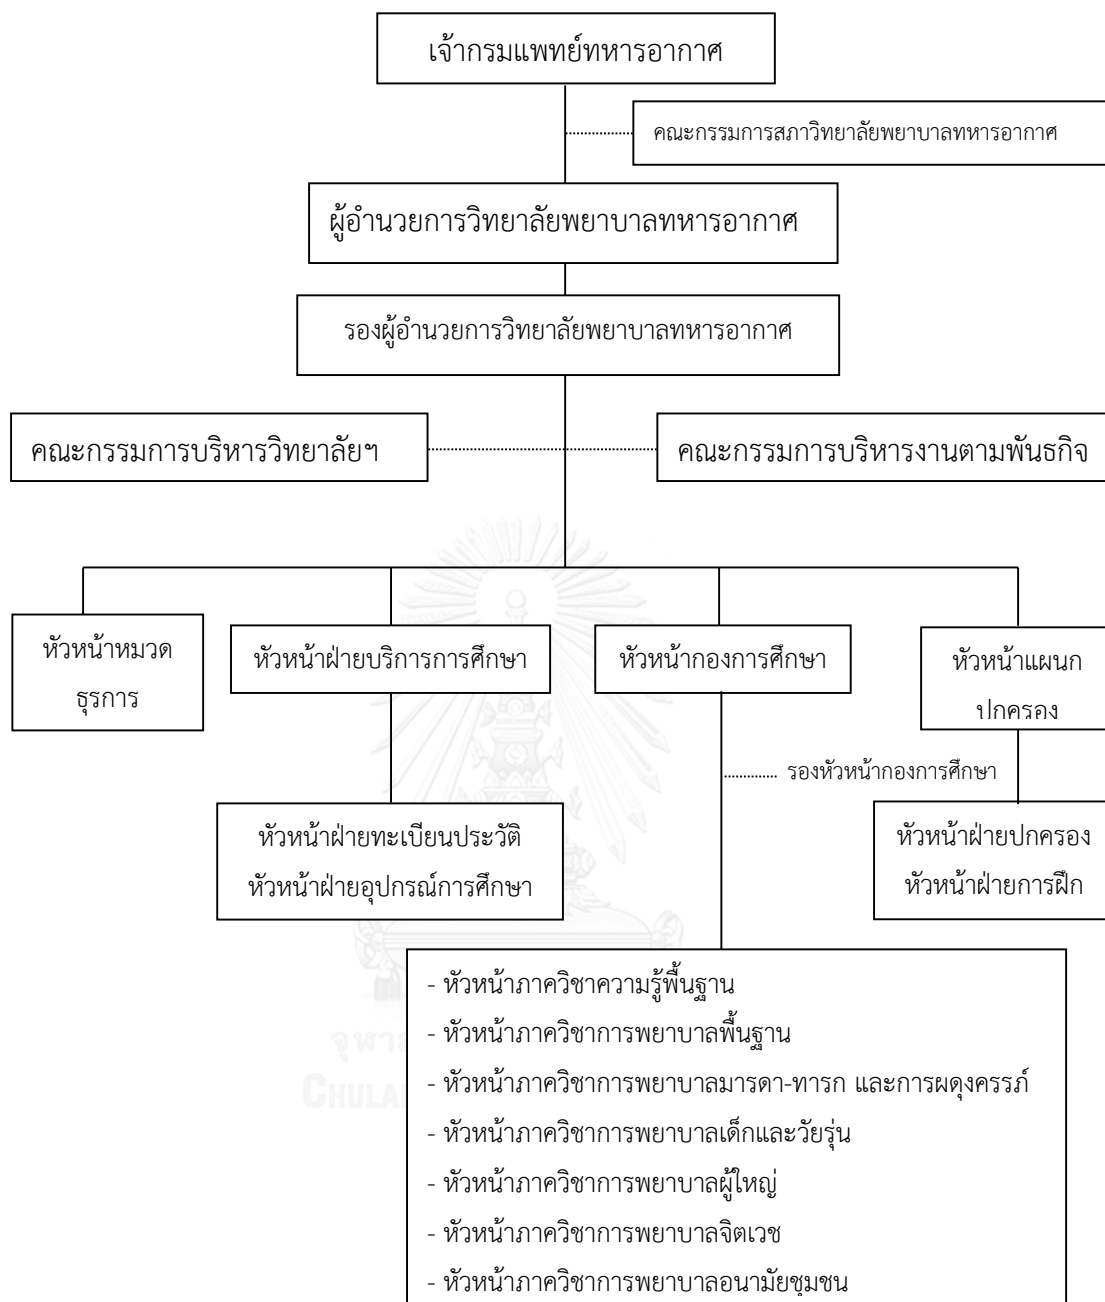 เจ้ากรมแพทย์ทหารอากาศ
คณะกรรมการสภาวิทยาลัยพยาบาลทหารอากาศ
ผู้อำนวยการวิทยาลัยพยาบาลทหารอากาศ
รองผู้อำนวยการวิทยาลัยพยาบาลทหารอากาศ
คณะกรรมการบริหารวิทยาลัยฯ
คณะกรรมการบริหารงานตามพันธกิจ
หัวหน้าหมวด
ธุรการ
หัวหน้าฝ่ายบริการการศึกษา
หัวหน้ากองการศึกษา
หัวหน้าแผนก
ปกครอง
รองหัวหน้ากองการศึกษา
หัวหน้าฝ่ายทะเบียนประวัติ
หัวหน้าฝ่ายอุปกรณ์การศึกษา
หัวหน้าฝ่ายปกครอง
หัวหน้าฝ่ายการฝึก
- หัวหน้าภาควิชาความรู้พื้นฐาน
- หัวหน้าภาควิชาการพยาบาลพื้นฐาน
- หัวหน้าภาควิชาการพยาบาลมารดา-ทารก และการผดุงครรภ์
- หัวหน้าภาควิชาการพยาบาลเด็กและวัยรุ่น
- หัวหน้าภาควิชาการพยาบาลผู้ใหญ่
- หัวหน้าภาควิชาการพยาบาลจิตเวช
- หัวหน้าภาควิชาการพยาบาลอนามัยชุมชน